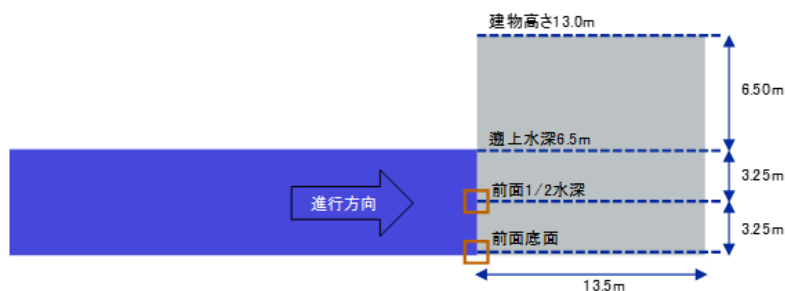 建物高さ13.0m
6.50m
遡上水深6.5m
3.25m
進行方向
前面1/2水深
3.25m
前面底面
13.5m